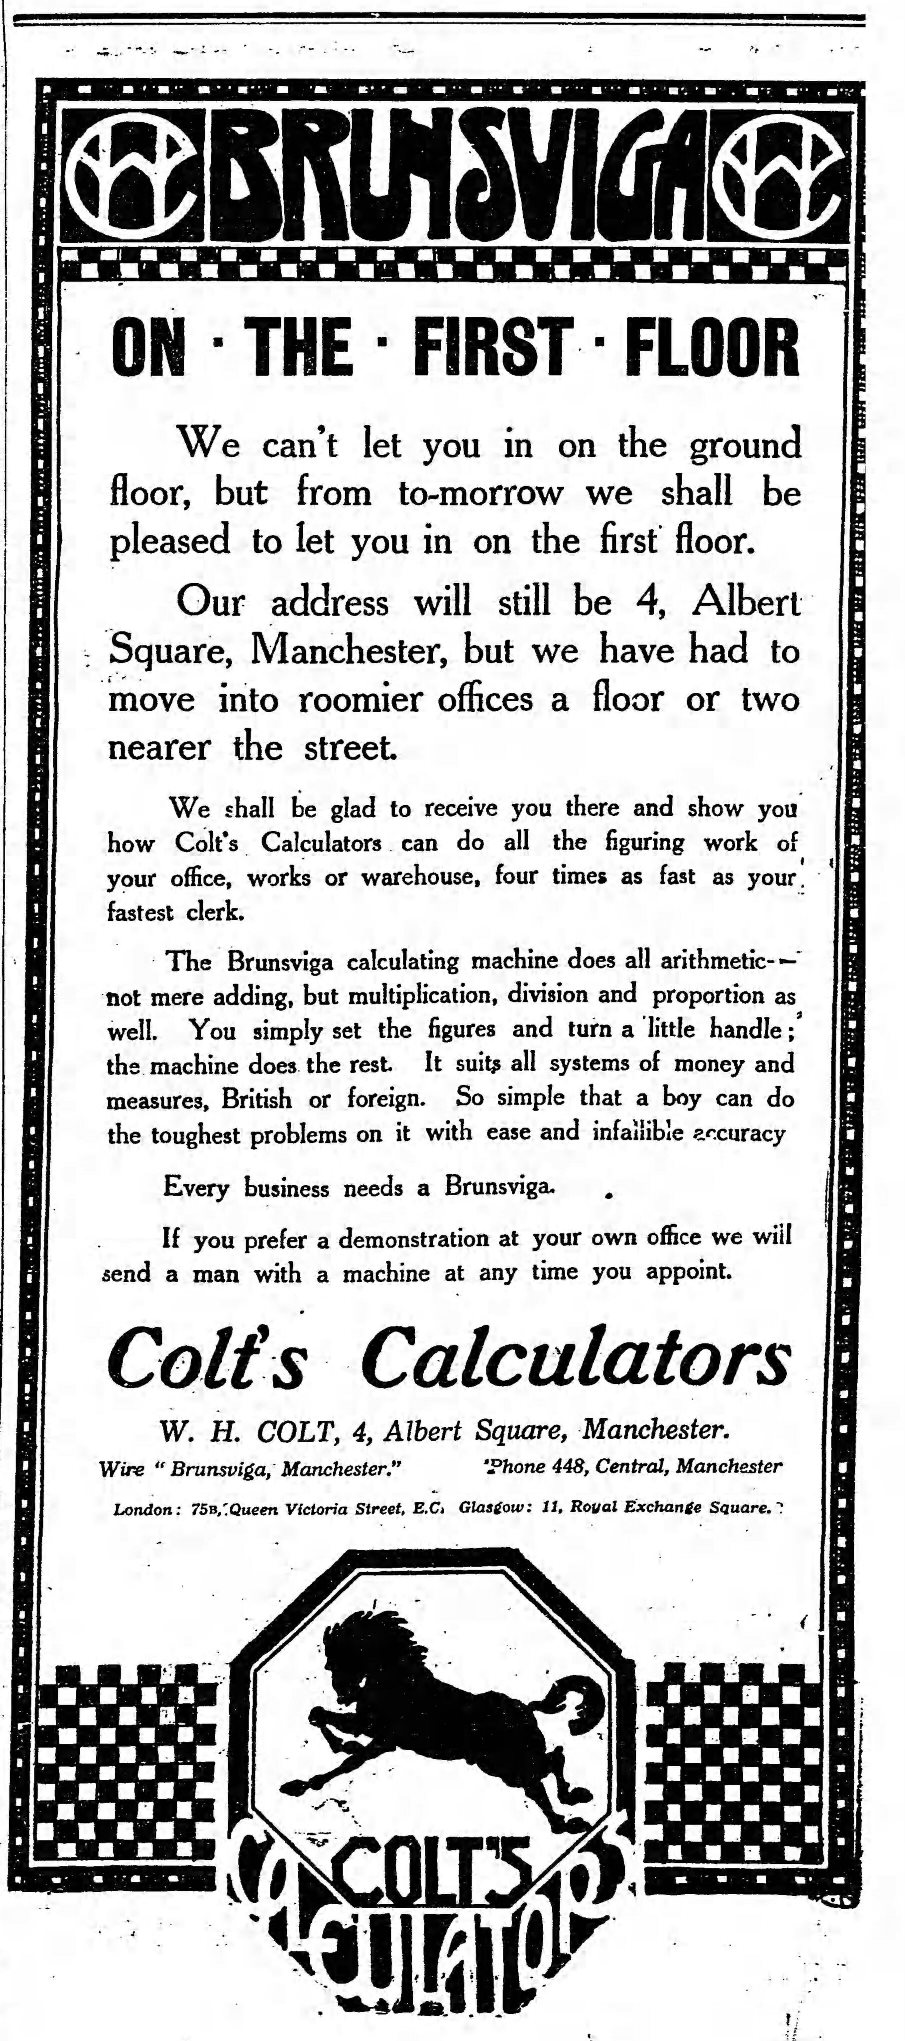 BRUNSVIGA
ON · THE · FIRST · FLOOR
We can't let you in on the ground
floor, but from to-morrow we shall be
pleased to let you in on the first floor.
Our address will still be 4, Albert
Square, Manchester, but we have had to
move into roomier offices a floor or two
nearer the street.
We shall be glad to receive you there and show you
how Colt's Calculators can do all the figuring work of
your office, works or warehouse, four times as fast as your
fastest clerk.
The Brunsviga calculating machine does all arithmetic--—
not mere adding, but multiplication, division and proportion as
well. You simply set the figures and turn a little handle;
the machine does the rest. It suits all systems of money and
measures, British or foreign. So simple that a boy can do
the toughest problems on it with ease and infallible accuracy
Every business needs a Brunsviga.
If you prefer a demonstration at your own office we will
send a man with a machine at any time you appoint.
Colt's Calculators
W. H. COLT, 4, Albert Square, Manchester.
Wire "Brunsviga, Manchester." 'Phone 448, Central, Manchester
London: 75B, Queen Victoria Street, E.C. Glasgow: 11, Royal Exchange Square.
COLT'S
CALCULATORS